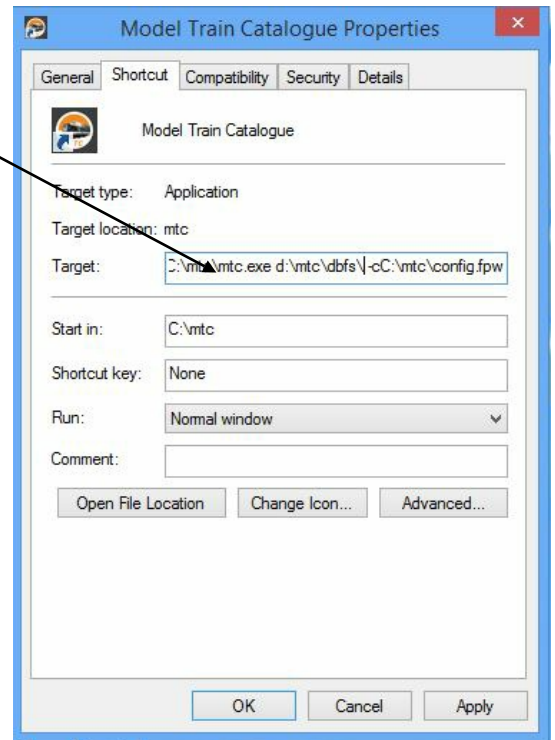 Model Train Catalogue Properties
General Shortcut Compatibility Security Details
Model Train Catalogue
Target type: Application
Target location: mtc
Target: C:\mtc\mtc.exe d:\mtc\dbfs\ -cC:\mtc\config.fpw
Start in: C:\mtc
Shortcut key: None
Run: Normal window
Comment:
Open File Location Change Icon... Advanced...
OK Cancel Apply